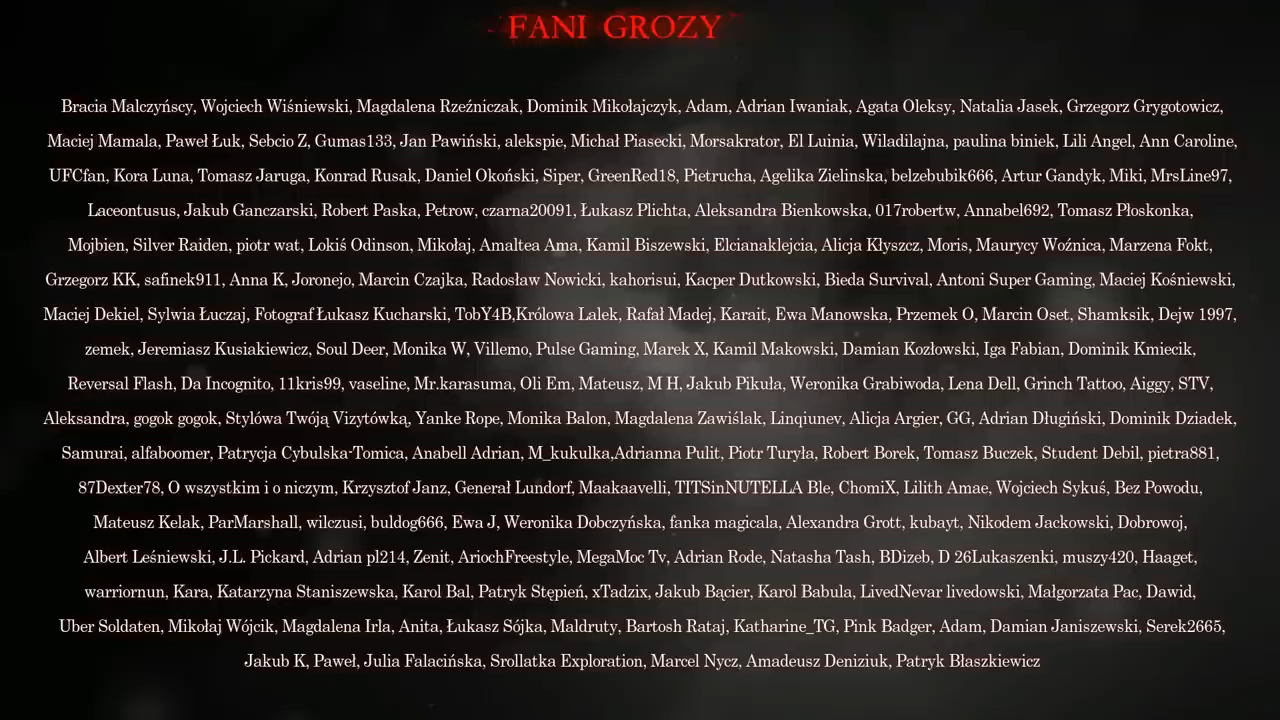 FANI GROZY
Bracia Malczyńscy, Wojciech Wiśniewski, Magdalena Rzeźniczak, Dominik Mikołajczyk, Adam, Adrian Iwaniak, Agata Oleksy, Natalia Jasek, Grzegorz Grygotowicz,
Maciej Mamala, Paweł Łuk, Sebcio Z, Gumas133, Jan Pawiński, alekspie, Michał Piasecki, Morsakrator, El Luinia, Wiladilajna, paulina biniek, Lili Angel, Ann Caroline,
UFCfan, Kora Luna, Tomasz Jaruga, Konrad Rusak, Daniel Okoński, Siper, GreenRed18, Pietrucha, Agelika Zielinska, belzebubik666, Artur Gandyk, Miki, MrsLine97,
Laceontusus, Jakub Ganczarski, Robert Paska, Petrow, czarna20091, Łukasz Plichta, Aleksandra Bienkowska, 017robertw, Annabel692, Tomasz Płoskonka,
Mojbien, Silver Raiden, piotr wat, Lokiś Odinson, Mikołaj, Amaltea Ama, Kamil Biszewski, Elcianaklejcia, Alicja Kłyszcz, Moris, Maurycy Woźnica, Marzena Fokt,
Grzegorz KK, safinek911, Anna K, Joronejo, Marcin Czajka, Radosław Nowicki, kahorisui, Kacper Dutkowski, Bieda Survival, Antoni Super Gaming, Maciej Kośniewski,
Maciej Dekiel, Sylwia Łuczaj, Fotograf Łukasz Kucharski, TobY4B,Królowa Lalek, Rafał Madej, Karait, Ewa Manowska, Przemek O, Marcin Oset, Shamksik, Dejw 1997,
zemek, Jeremiasz Kusiakiewicz, Soul Deer, Monika W, Villemo, Pulse Gaming, Marek X, Kamil Makowski, Damian Kozłowski, Iga Fabian, Dominik Kmiecik,
Reversal Flash, Da Incognito, 11kris99, vaseline, Mr.karasuma, Oli Em, Mateusz, M H, Jakub Pikuła, Weronika Grabiwoda, Lena Dell, Grinch Tattoo, Aiggy, STV,
Aleksandra, gogok gogok, Stylówa Twóją Vizytówką, Yanke Rope, Monika Balon, Magdalena Zawiślak, Linqiunev, Alicja Argier, GG, Adrian Długiński, Dominik Dziadek,
Samurai, alfaboomer, Patrycja Cybulska-Tomica, Anabell Adrian, M_kukulka,Adrianna Pulit, Piotr Turyła, Robert Borek, Tomasz Buczek, Student Debil, pietra881,
87Dexter78, O wszystkim i o niczym, Krzysztof Janz, Generał Lundorf, Maakaavelli, TITSinNUTELLA Ble, ChomiX, Lilith Amae, Wojciech Sykuś, Bez Powodu,
Mateusz Kelak, ParMarshall, wilczusi, buldog666, Ewa J, Weronika Dobczyńska, fanka magicala, Alexandra Grott, kubayt, Nikodem Jackowski, Dobrowoj,
Albert Leśniewski, J.L. Pickard, Adrian pl214, Zenit, AriochFreestyle, MegaMoc Tv, Adrian Rode, Natasha Tash, BDizeb, D 26Lukaszenki, muszy420, Haaget,
warriornun, Kara, Katarzyna Staniszewska, Karol Bal, Patryk Stępień, xTadzix, Jakub Bącier, Karol Babula, LivedNevar livedowski, Małgorzata Pac, Dawid,
Uber Soldaten, Mikołaj Wójcik, Magdalena Irla, Anita, Łukasz Sójka, Maldruty, Bartosh Rataj, Katharine_TG, Pink Badger, Adam, Damian Janiszewski, Serek2665,
Jakub K, Paweł, Julia Falacińska, Srollatka Exploration, Marcel Nycz, Amadeusz Deniziuk, Patryk Błaszkiewicz